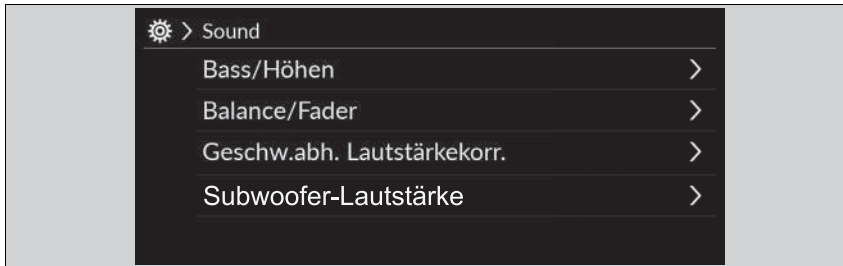 Sound
Bass/Höhen
Balance/Fader
Geschw.abh. Lautstärkekorr.
Subwoofer-Lautstärke